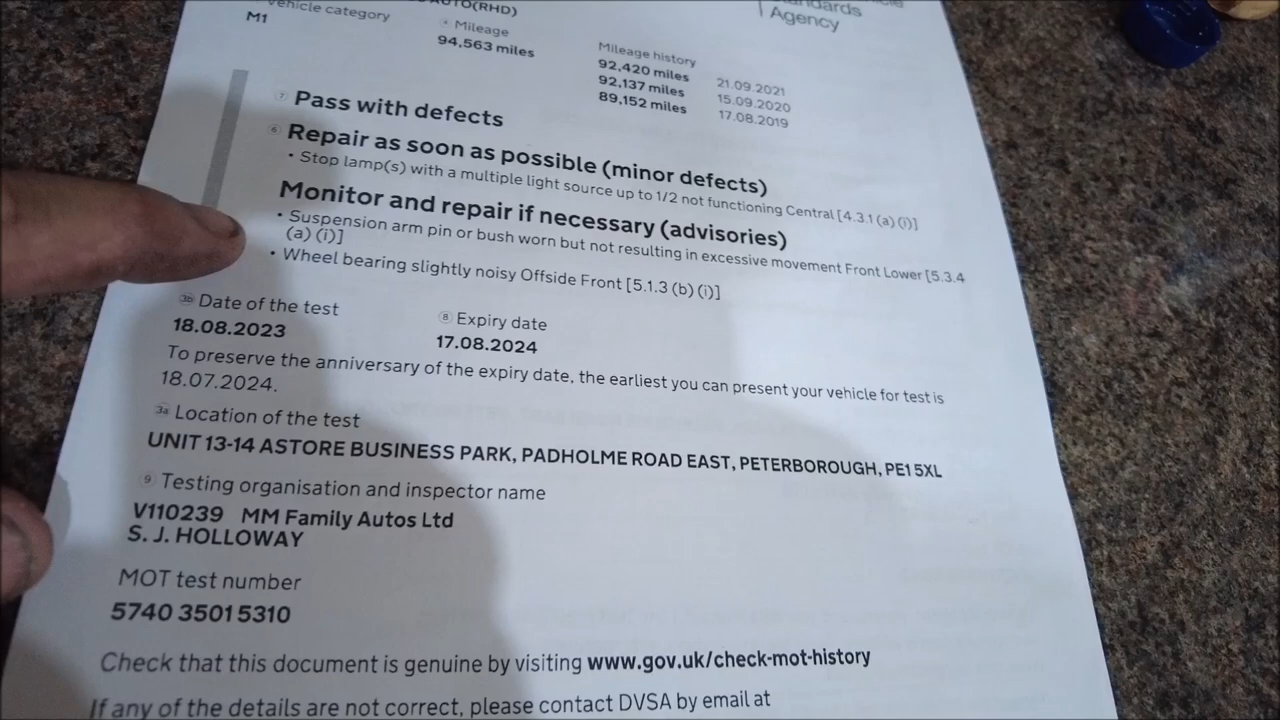 AUTO(RHD)
Vehicle category
M1
Mileage
94,563 miles
Mileage history
92,420 miles 21.09.2021
92,137 miles 15.09.2020
89,152 miles 17.08.2019
Agency
7 Pass with defects
6 Repair as soon as possible (minor defects)
• Stop lamp(s) with a multiple light source up to 1/2 not functioning Central [4.3.1 (a) (i)]
Monitor and repair if necessary (advisories)
• Suspension arm pin or bush worn but not resulting in excessive movement Front Lower [5.3.4
(a) (i)]
• Wheel bearing slightly noisy Offside Front [5.1.3 (b) (i)]
3b Date of the test
18.08.2023
8 Expiry date
17.08.2024
To preserve the anniversary of the expiry date, the earliest you can present your vehicle for test is
18.07.2024.
3a Location of the test
UNIT 13-14 ASTORE BUSINESS PARK, PADHOLME ROAD EAST, PETERBOROUGH, PE1 5XL
9 Testing organisation and inspector name
V110239 MM Family Autos Ltd
S. J. HOLLOWAY
MOT test number
5740 3501 5310
Check that this document is genuine by visiting www.gov.uk/check-mot-history
If any of the details are not correct, please contact DVSA by email at